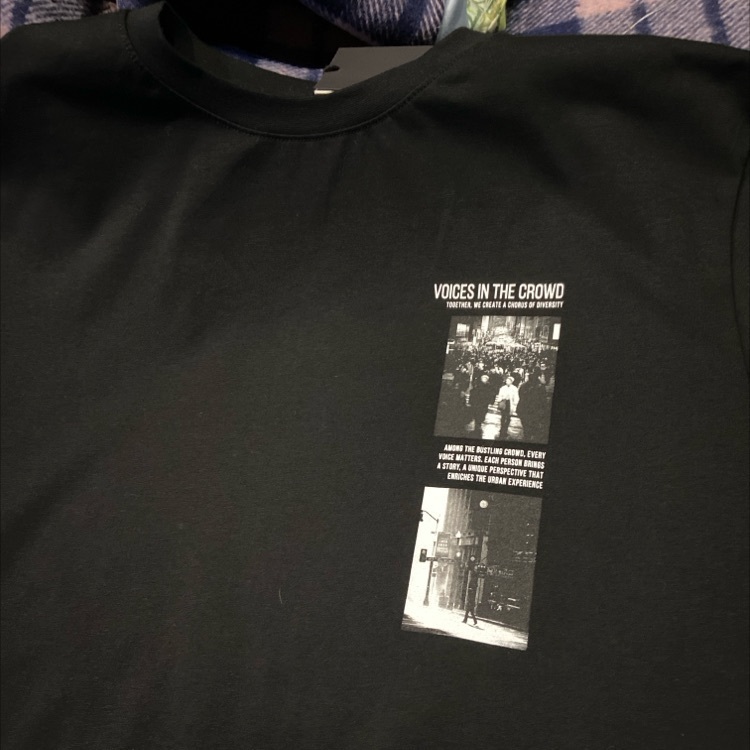 VOICES IN THE CROWD
TOGETHER, WE CREATE A CHORUS OF DIVERSITY
AMONG THE BUSTLING CROWD, EVERY
VOICE MATTERS. EACH PERSON BRINGS
A STORY, A UNIQUE PERSPECTIVE THAT
ENRICHES THE URBAN EXPERIENCE